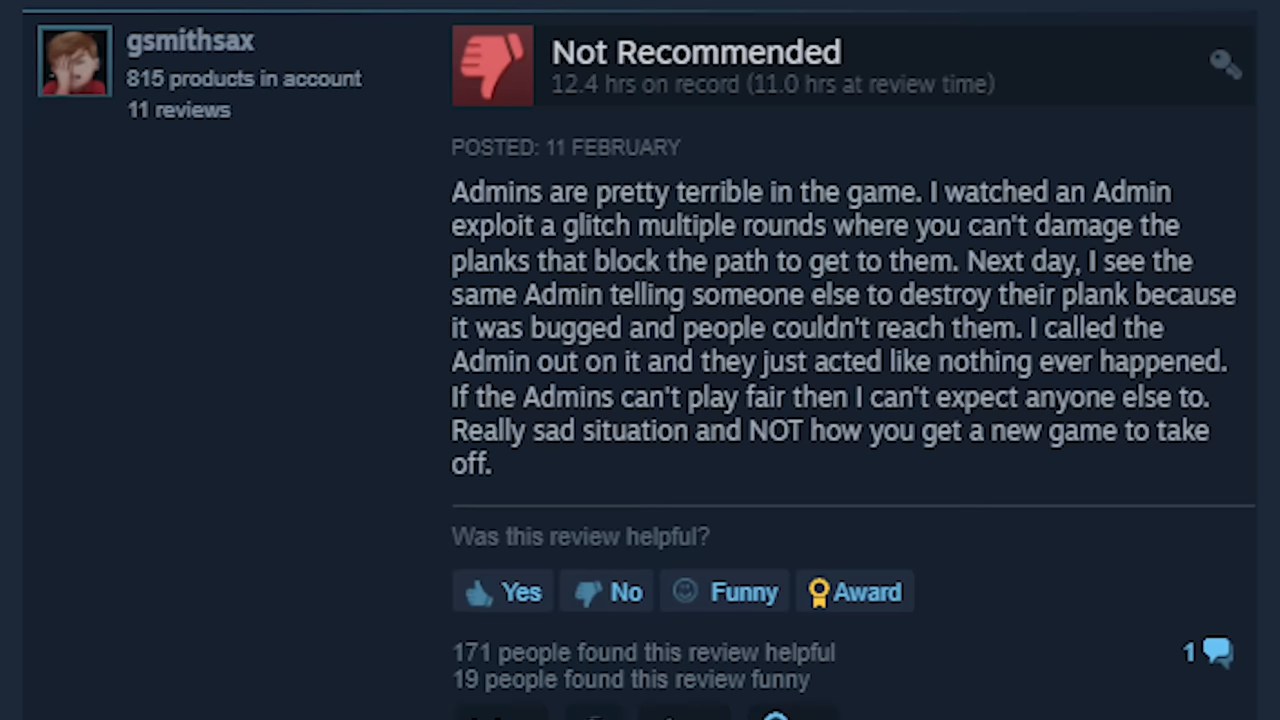 gsmithsax
815 products in account
11 reviews
Not Recommended
12.4 hrs on record (11.0 hrs at review time)
POSTED: 11 FEBRUARY
Admins are pretty terrible in the game. I watched an Admin
exploit a glitch multiple rounds where you can't damage the
planks that block the path to get to them. Next day, I see the
same Admin telling someone else to destroy their plank because
it was bugged and people couldn't reach them. I called the
Admin out on it and they just acted like nothing ever happened.
If the Admins can't play fair then I can't expect anyone else to.
Really sad situation and NOT how you get a new game to take
off.
Was this review helpful?
Yes No Funny Award
171 people found this review helpful 1
19 people found this review funny